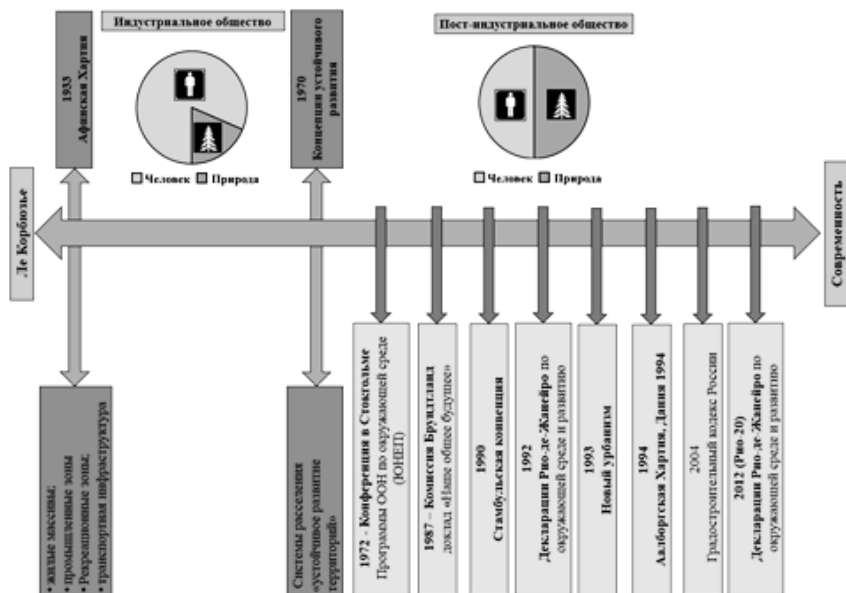 Индустриальное общество
Пост-индустриальное общество
1933
Афинская Хартия
1970
Концепции устойчивого
развития
Человек Природа
Человек Природа
Ле Корбюзье
Современность
• жилые массивы;
• промышленные зоны
• Рекреационные зоны;
• транспортная инфраструктура
Системы расселения
«устойчивое развитие
территорий»
1972 - Конференция в Стокгольме
Программы ООН по окружающей среде
(ЮНЕП)
1987 – Комиссия Брундтланд
доклад «Наше общее будущее»
1990
Стамбульская конвенция
1992
Декларации Рио-де-Жанейро по
окружающей среде и развитию
1993
Новый урбанизм
1994
Аалборгская Хартия, Дания 1994
2004
Градостроительный кодекс России
2012 (Рио-20)
Декларации Рио-де-Жанейро по
окружающей среде и развитию